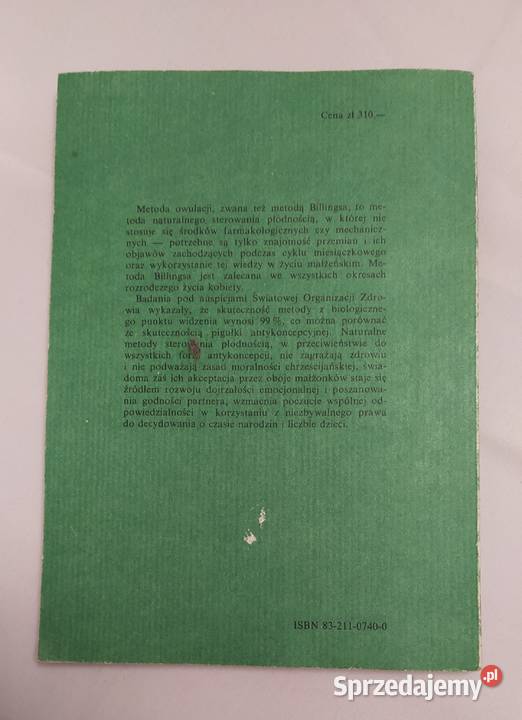 Cena zł 310,—
Metoda owulacji, zwana też metodą Billingsa, to me-
toda naturalnego sterowania płodnością, w której nie
stosuje się środków farmakologicznych czy mechanicz-
nych — potrzebne są tylko znajomość przemian i ich
objawów zachodzących podczas cyklu miesiączkowego
oraz wykorzystanie tej wiedzy w życiu małżeńskim. Me-
toda Billingsa jest zalecana we wszystkich okresach
rozrodczego życia kobiety.
Badania pod auspicjami Światowej Organizacji Zdro-
wia wykazały, że skuteczność metody z biologicznego
punktu widzenia wynosi 99%, co można porównać
ze skutecznością pigułki antykoncepcyjnej. Naturalne
metody sterowania płodnością, w przeciwieństwie do
wszystkich form antykoncepcji, nie zagrażają zdrowiu
i nie podważają zasad moralności chrześcijańskiej, świa-
doma zaś ich akceptacja przez oboje małżonków staje się
źródłem rozwoju dojrzałości emocjonalnej i poszanowa-
nia godności partnera, wzmacnia poczucie wspólnej od-
powiedzialności w korzystaniu z niezbywalnego prawa
do decydowania o czasie narodzin i liczbie dzieci.
ISBN 83-211-0740-0
Sprzedajemy.pl